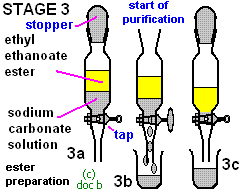 STAGE 3
stopper
start of
purification
ethyl
ethanoate
ester
sodium
carbonate
solution
tap
3a
3b
3c
ester
preparation
(c)
doc b